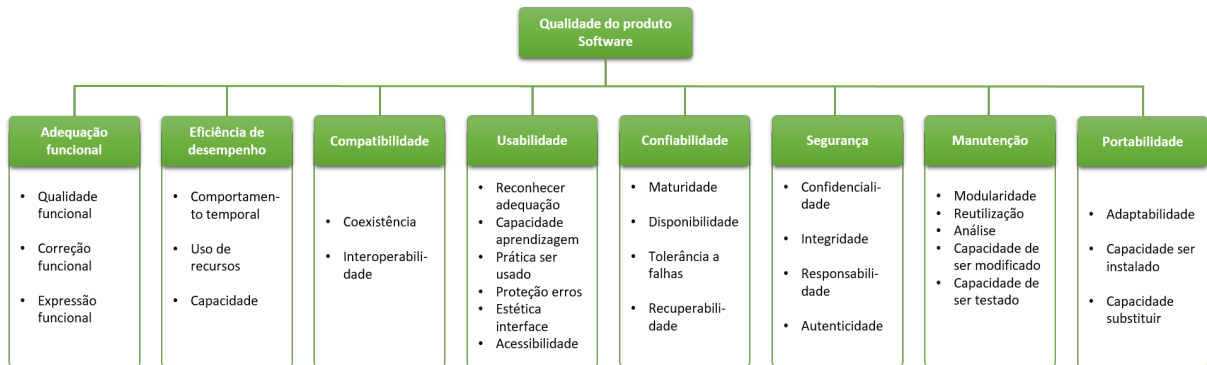 Qualidade do produto
Software
Adequação
funcional
• Qualidade
funcional
• Correção
funcional
• Expressão
funcional
Eficiência de
desempenho
• Comportamen-
to temporal
• Uso de
recursos
• Capacidade
Compatibilidade
• Coexistência
• Interoperabili-
dade
Usabilidade
• Reconhecer
adequação
• Capacidade
aprendizagem
• Prática ser
usado
• Proteção erros
• Estética
interface
• Acessibilidade
Confiabilidade
• Maturidade
• Disponibilidade
• Tolerância a
falhas
• Recuperabili-
dade
Segurança
• Confidenciali-
dade
• Integridade
• Responsabili-
dade
• Autenticidade
Manutenção
• Modularidade
• Reutilização
• Análise
• Capacidade de
ser modificado
• Capacidade de
ser testado
Portabilidade
• Adaptabilidade
• Capacidade ser
instalado
• Capacidade
substituir